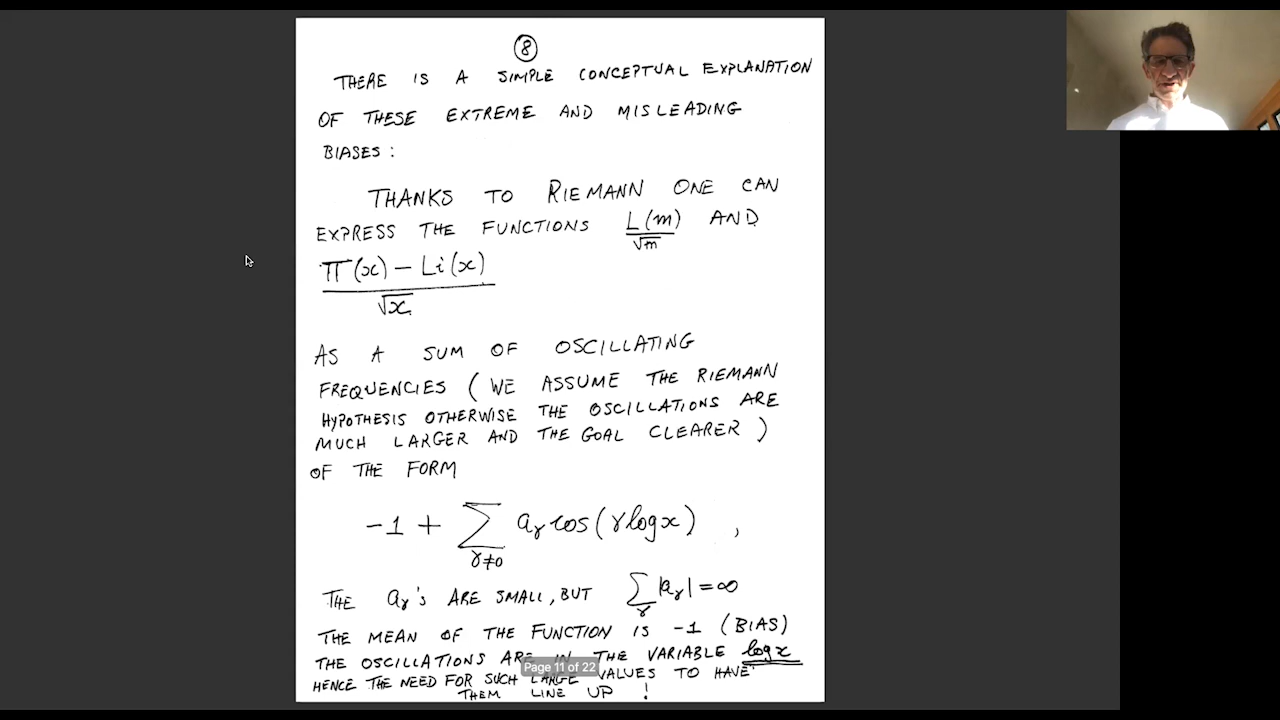 8
THERE IS A SIMPLE CONCEPTUAL EXPLANATION
OF THESE EXTREME AND MISLEADING
BIASES:
THANKS TO RIEMANN ONE CAN
EXPRESS THE FUNCTIONS L(m)/√m AND
(π(x) – Li(x))/√x
AS A SUM OF OSCILLATING
FREQUENCIES (WE ASSUME THE RIEMANN
HYPOTHESIS OTHERWISE THE OSCILLATIONS ARE
MUCH LARGER AND THE GOAL CLEARER)
OF THE FORM
-1 + ∑_{γ≠0} a_γ cos(γ log x) ,
THE a_γ's ARE SMALL, BUT ∑_γ |a_γ| = ∞
THE MEAN OF THE FUNCTION IS -1 (BIAS)
THE OSCILLATIONS ARE IN THE VARIABLE log x
HENCE THE NEED FOR SUCH LARGE VALUES TO HAVE
THEM LINE UP !
Page 11 of 22